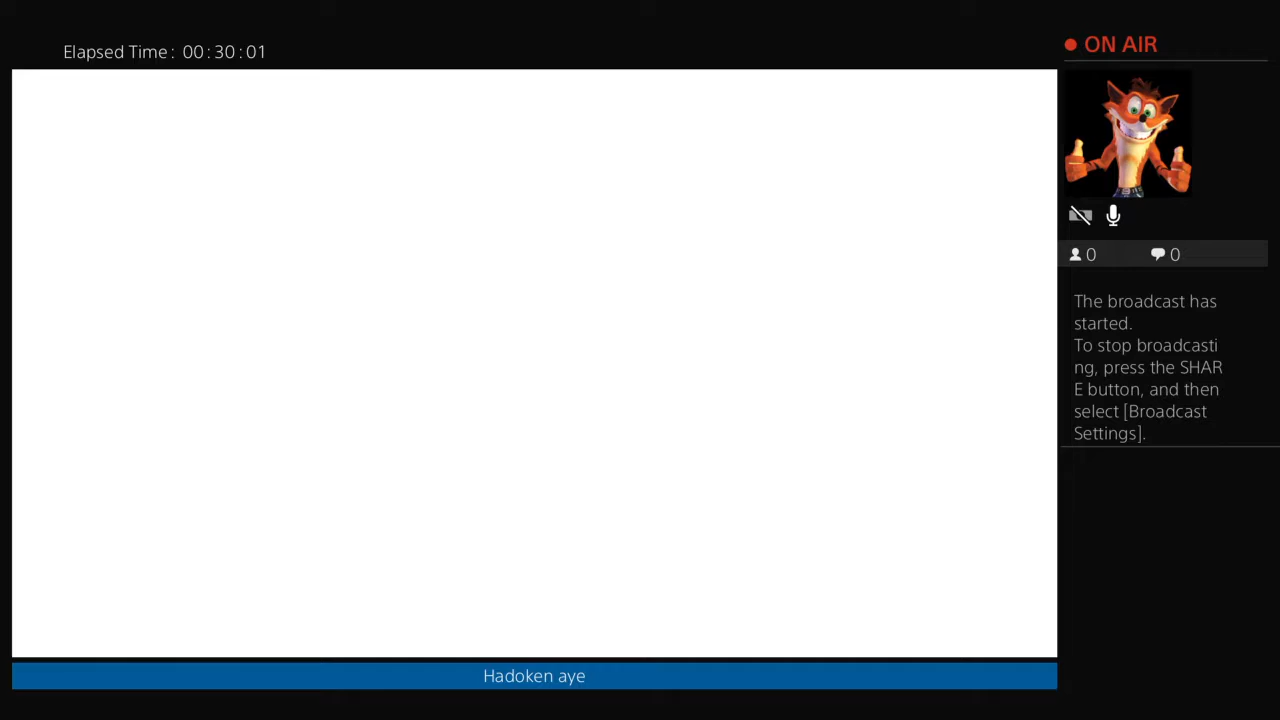 Elapsed Time: 00:30:01
ON AIR
0 0
The broadcast has
started.
To stop broadcasti
ng, press the SHAR
E button, and then
select [Broadcast
Settings].
Hadoken aye